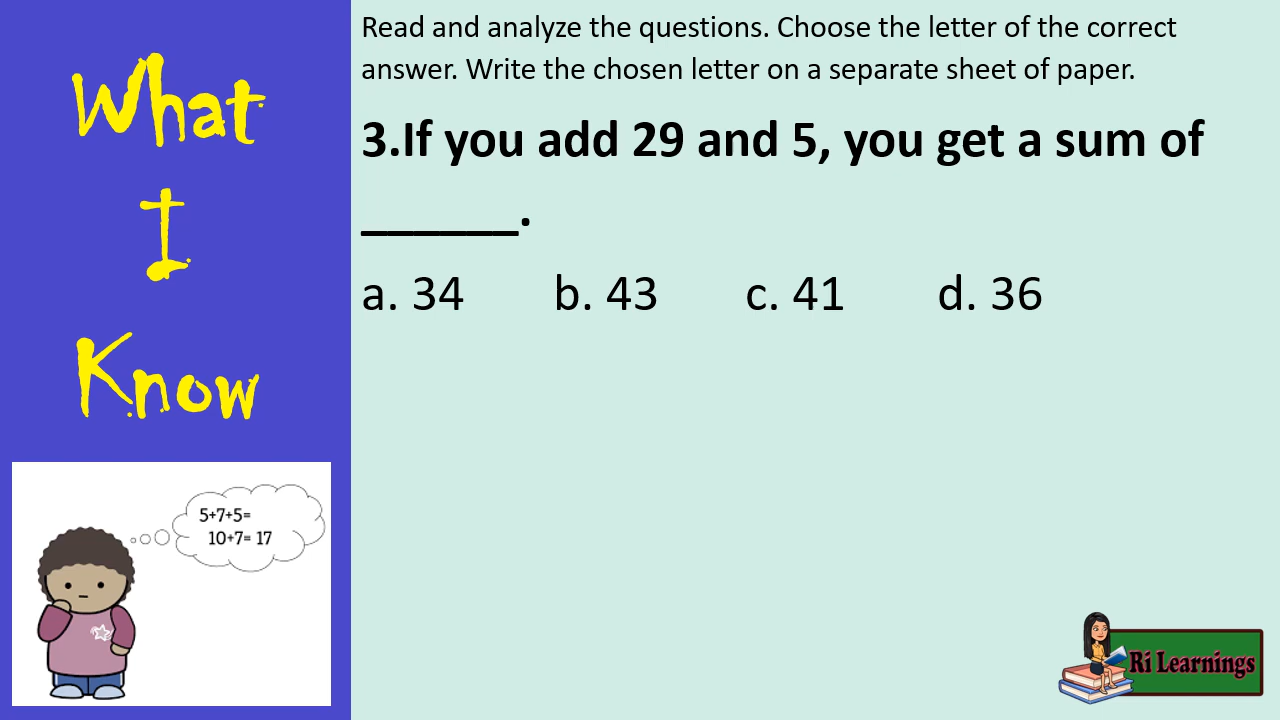 What
I
Know
Read and analyze the questions. Choose the letter of the correct
answer. Write the chosen letter on a separate sheet of paper.
3.If you add 29 and 5, you get a sum of
______.
a. 34 b. 43 c. 41 d. 36
5+7+5=
10+7= 17
Ri Learnings